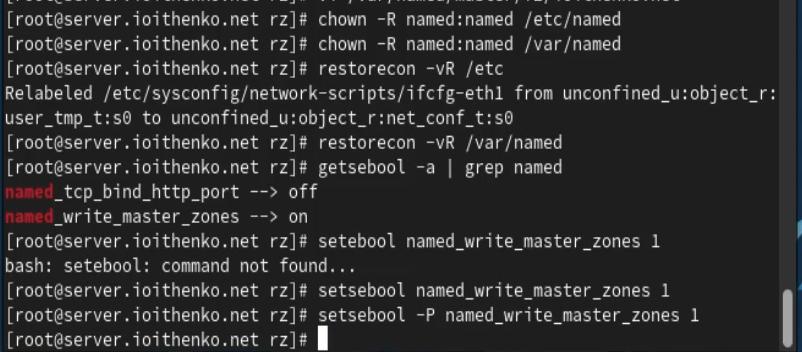 [root@server.ioithenko.net rz]# chown -R named:named /etc/named
[root@server.ioithenko.net rz]# chown -R named:named /var/named
[root@server.ioithenko.net rz]# restorecon -vR /etc
Relabeled /etc/sysconfig/network-scripts/ifcfg-eth1 from unconfined_u:object_r:
user_tmp_t:s0 to unconfined_u:object_r:net_conf_t:s0
[root@server.ioithenko.net rz]# restorecon -vR /var/named
[root@server.ioithenko.net rz]# getsebool -a | grep named
named_tcp_bind_http_port --> off
named_write_master_zones --> on
[root@server.ioithenko.net rz]# setebool named_write_master_zones 1
bash: setebool: command not found...
[root@server.ioithenko.net rz]# setsebool named_write_master_zones 1
[root@server.ioithenko.net rz]# setsebool -P named_write_master_zones 1
[root@server.ioithenko.net rz]#